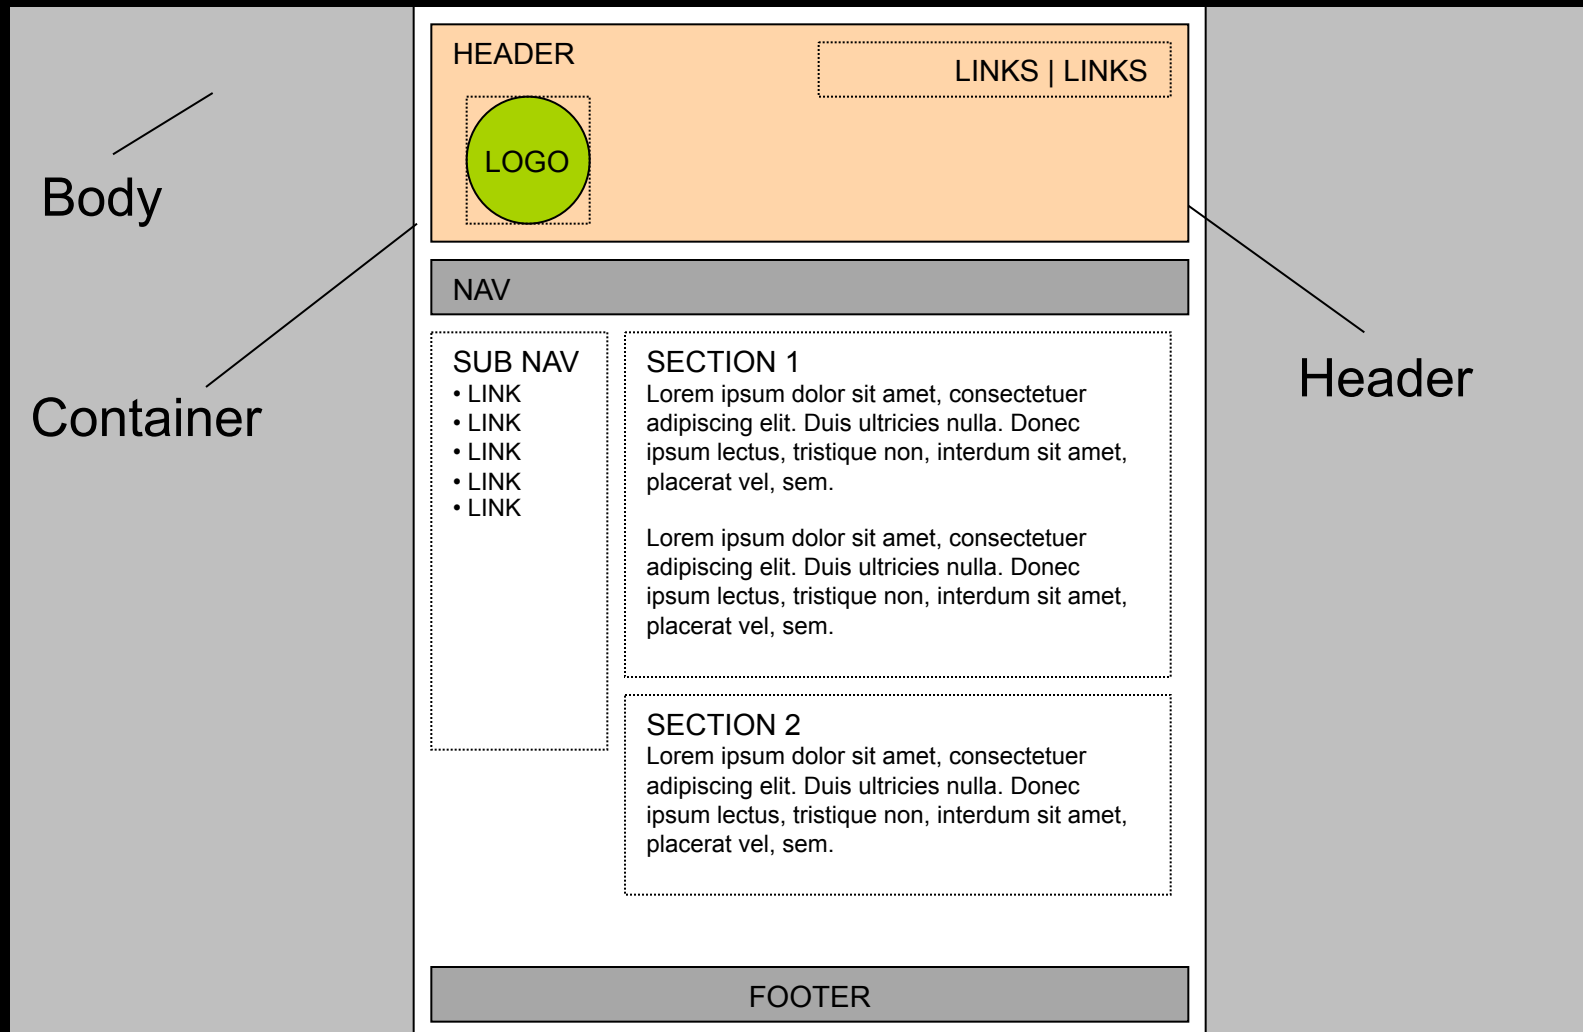 HEADER
LINKS | LINKS
LOGO
Body
Container
Header
NAV
SUB NAV
• LINK
• LINK
• LINK
• LINK
• LINK
SECTION 1
Lorem ipsum dolor sit amet, consectetuer
adipiscing elit. Duis ultricies nulla. Donec
ipsum lectus, tristique non, interdum sit amet,
placerat vel, sem.
Lorem ipsum dolor sit amet, consectetuer
adipiscing elit. Duis ultricies nulla. Donec
ipsum lectus, tristique non, interdum sit amet,
placerat vel, sem.
SECTION 2
Lorem ipsum dolor sit amet, consectetuer
adipiscing elit. Duis ultricies nulla. Donec
ipsum lectus, tristique non, interdum sit amet,
placerat vel, sem.
FOOTER